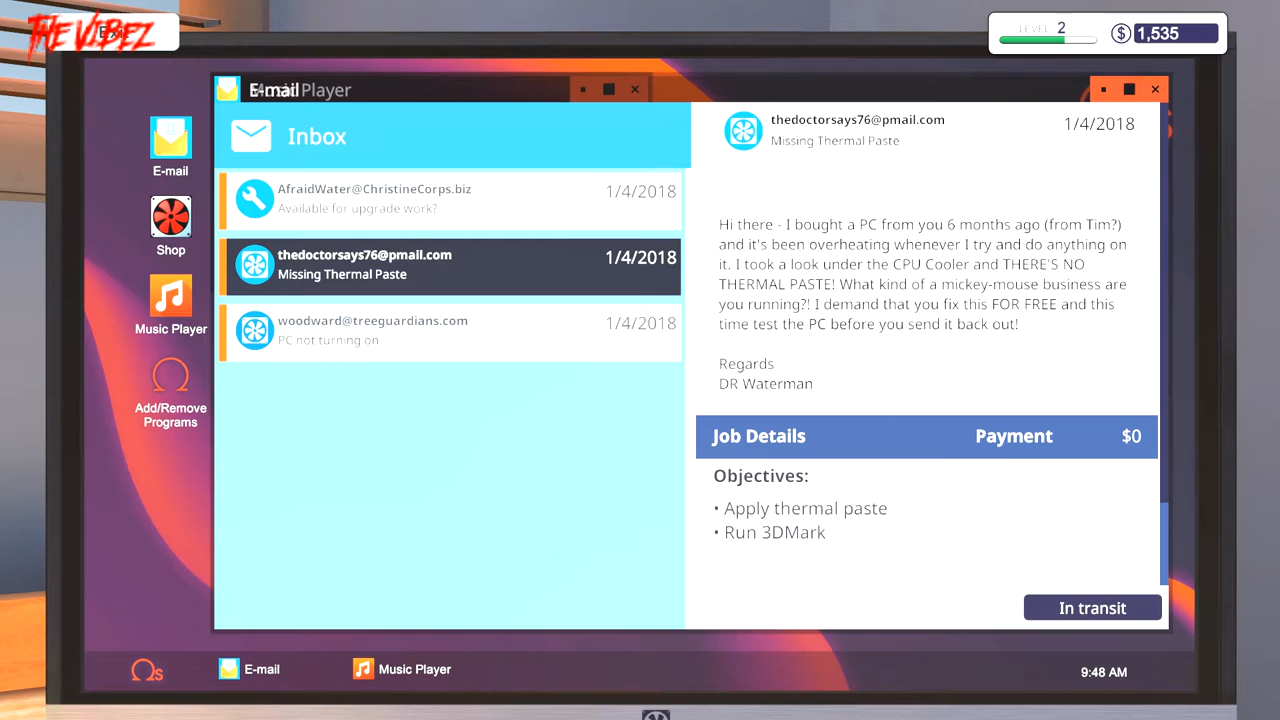 THE VIBEZ
LEVEL 2
$ 1,535
E-mail
Player
E-mail
Shop
Music Player
Add/Remove
Programs
Inbox
AfraidWater@ChristineCorps.biz
1/4/2018
Available for upgrade work?
thedoctorsays76@pmail.com
1/4/2018
Missing Thermal Paste
woodward@treeguardians.com
1/4/2018
PC not turning on
thedoctorsays76@pmail.com
1/4/2018
Missing Thermal Paste
Hi there - I bought a PC from you 6 months ago (from Tim?)
and it's been overheating whenever I try and do anything on
it. I took a look under the CPU Cooler and THERE'S NO
THERMAL PASTE! What kind of a mickey-mouse business are
you running?! I demand that you fix this FOR FREE and this
time test the PC before you send it back out!
Regards
DR Waterman
Job Details
Payment
$0
Objectives:
• Apply thermal paste
• Run 3DMark
In transit
Ωs
E-mail
Music Player
9:48 AM